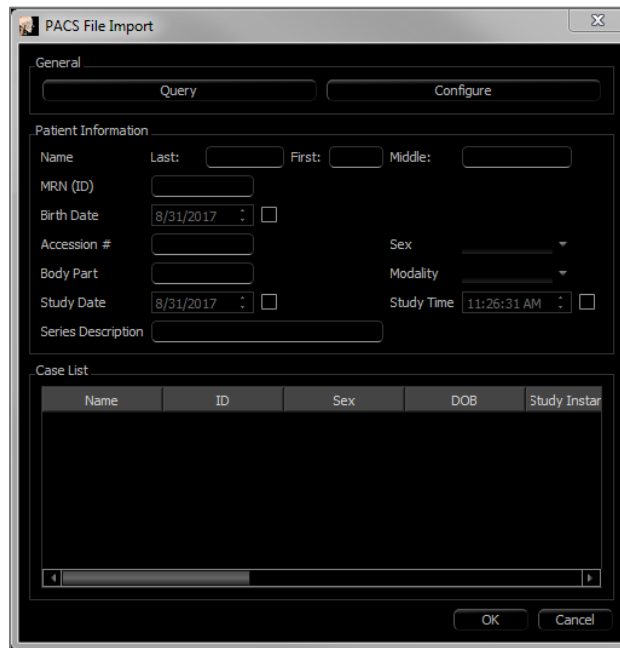 PACS File Import
General
Query Configure
Patient Information
Name Last: First: Middle:
MRN (ID)
Birth Date 8/31/2017
Accession # Sex
Body Part Modality
Study Date 8/31/2017 Study Time 11:26:31 AM
Series Description
Case List
Name ID Sex DOB Study Instar
OK Cancel